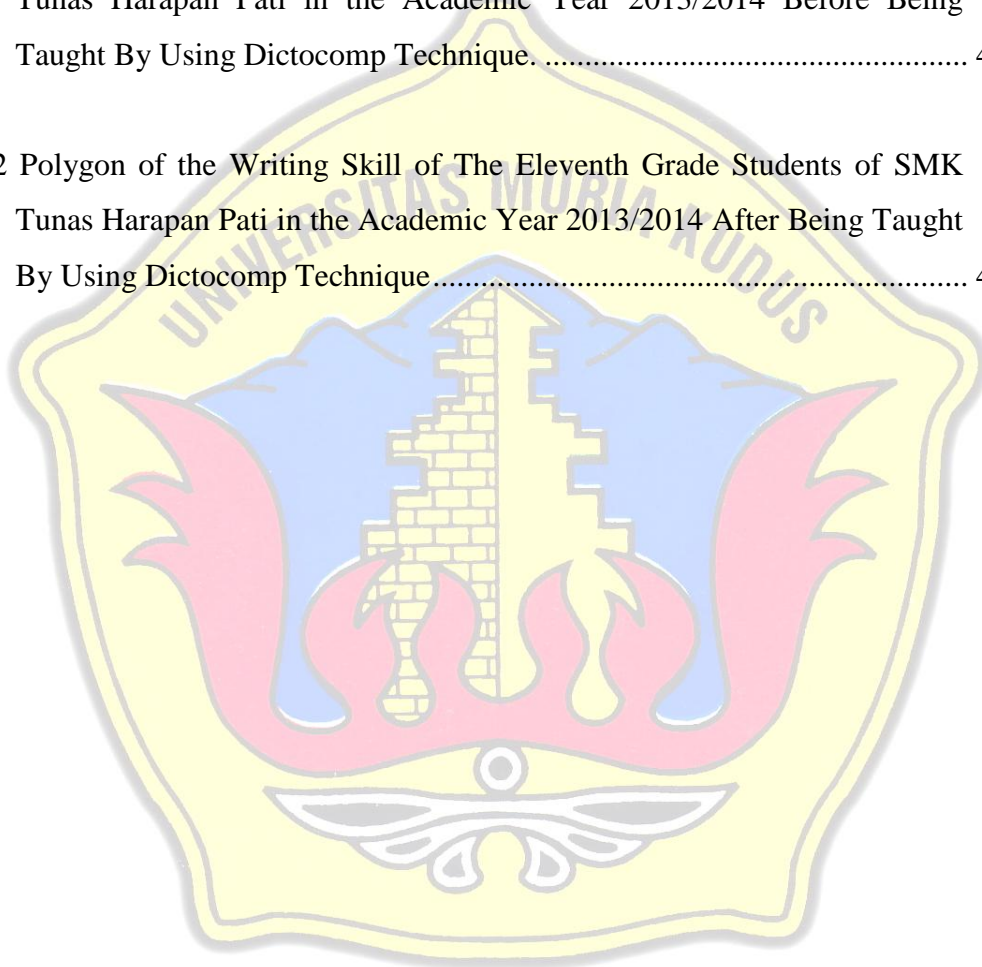 Tunas Harapan Pati in the Academic Year 2013/2014 Before Being
Taught By Using Dictocomp Technique. .................................................... 4
2 Polygon of the Writing Skill of The Eleventh Grade Students of SMK
Tunas Harapan Pati in the Academic Year 2013/2014 After Being Taught
By Using Dictocomp Technique.................................................................. 4
UNIVERSITAS MURIA KUDUS